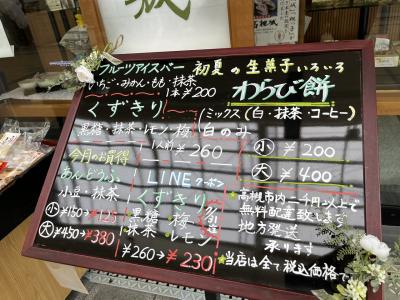 フルーツアイスバー
いちご・みかん・もも・抹茶 1本¥200
くずきり
黒糖・抹茶・レモン・梅
1人前¥260
今月のお買得
あんどうふ
小豆・抹茶
小 ¥150→¥125
大 ¥450→¥380
LINEクーポン
くずきり
黒糖・梅
抹茶・レモン
¥260→¥230
初夏の生菓子いろいろ
わらび餅
ミックス(白・抹茶・コーヒー)
白のみ
小 ¥200
大 ¥400
★高槻市内一千円以上で
無料配達致します
地方発送
承ります
★当店は全て税込価格です